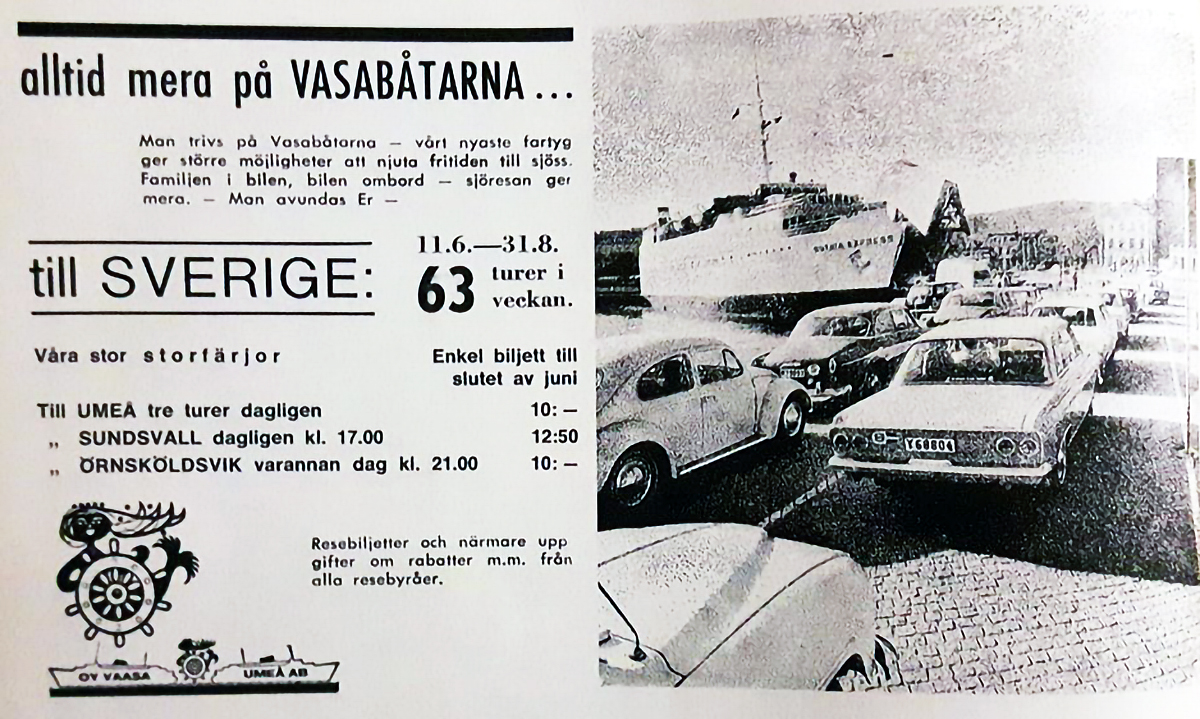 alltid mera på VASABÅTARNA ...
Man trivs på Vasabåtarna — vårt nyaste fartyg
ger större möjligheter att njuta fritiden till sjöss.
Familjen i bilen, bilen ombord — sjöresan ger
mera. — Man avundas Er —
till SVERIGE:
11.6.—31.8.
63 turer i
veckan.
Våra stor storfärjor
Enkel biljett till
slutet av juni
Till UMEÅ tre turer dagligen 10: —
„ SUNDSVALL dagligen kl. 17.00 12:50
„ ÖRNSKÖLDSVIK varannan dag kl. 21.00 10: —
Resebiljetter och närmare upp
gifter om rabatter m.m. från
alla resebyråer.
OY VAASA
UMEÅ AB
BOTNIA EXPRESS
Y68804